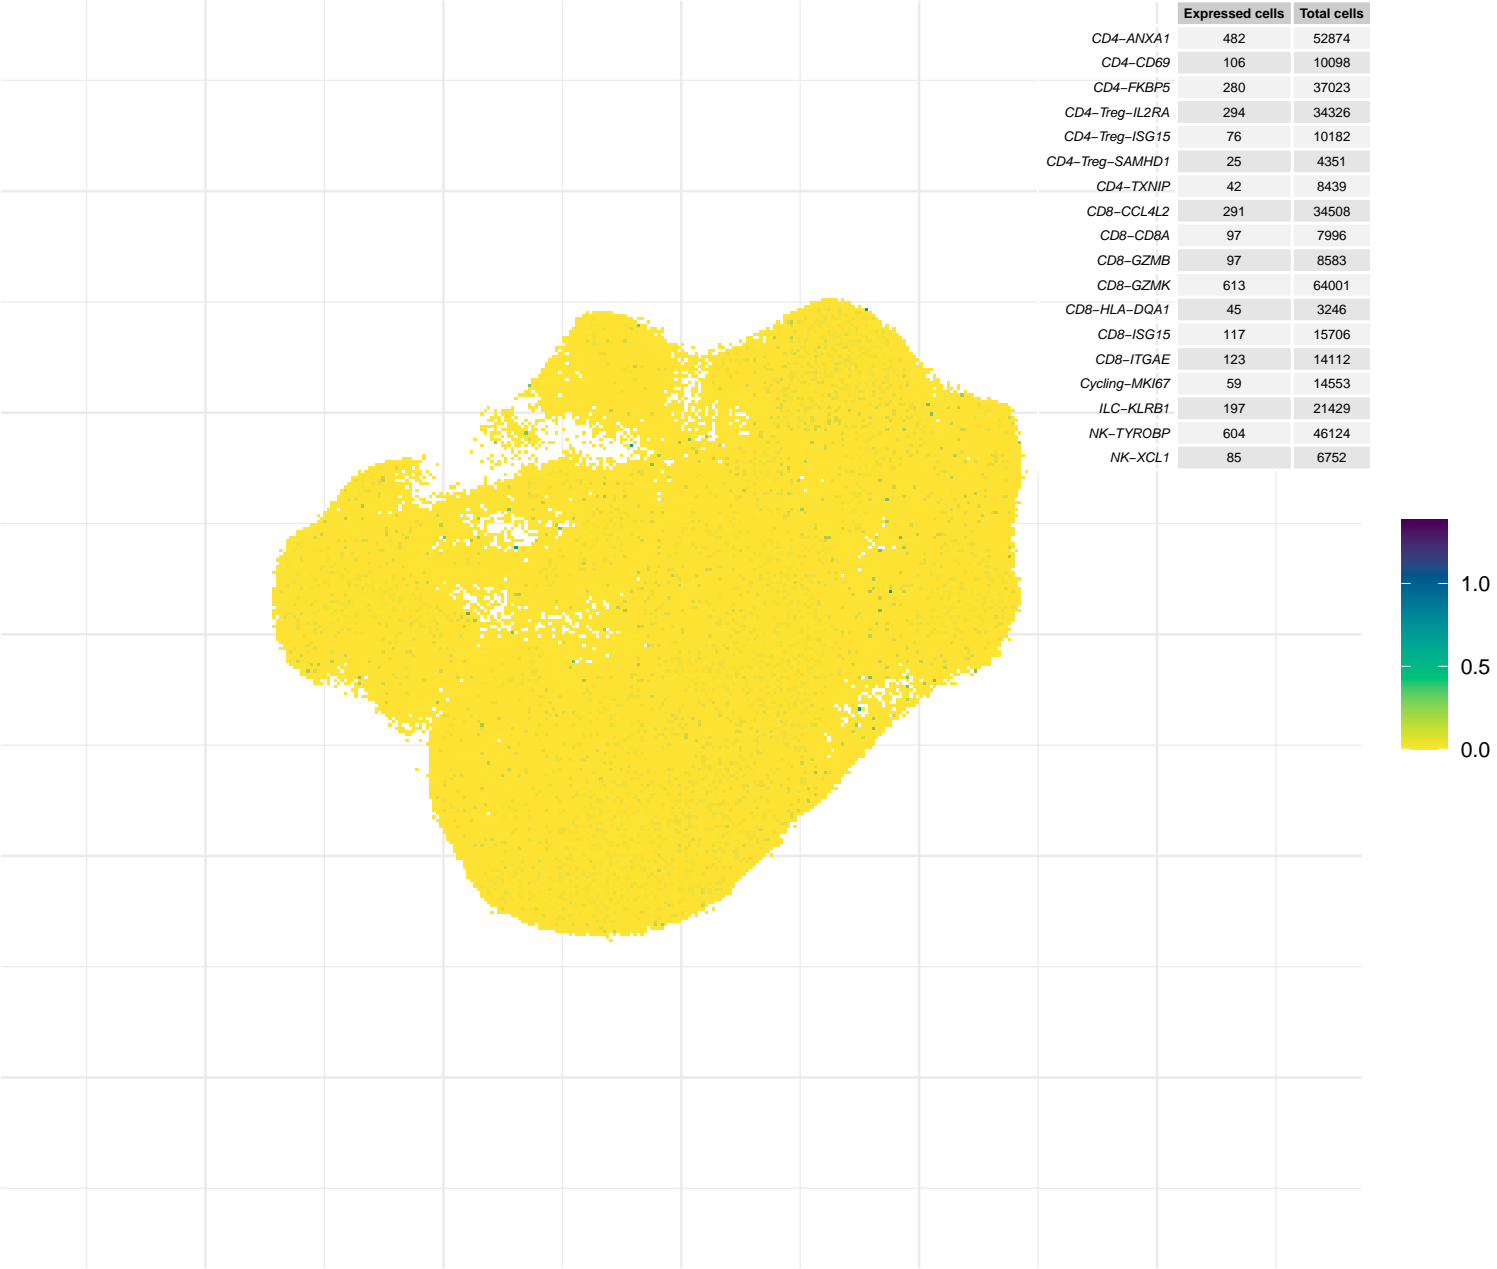 Expressed cells Total cells
CD4−ANXA1 482 52874
CD4−CD69 106 10098
CD4−FKBP5 280 37023
CD4−Treg−IL2RA 294 34326
CD4−Treg−ISG15 76 10182
CD4−Treg−SAMHD1 25 4351
CD4−TXNIP 42 8439
CD8−CCL4L2 291 34508
CD8−CD8A 97 7996
CD8−GZMB 97 8583
CD8−GZMK 613 64001
CD8−HLA−DQA1 45 3246
CD8−ISG15 117 15706
CD8−ITGAE 123 14112
Cycling−MKI67 59 14553
ILC−KLRB1 197 21429
NK−TYROBP 604 46124
NK−XCL1 85 6752
1.0
0.5
0.0